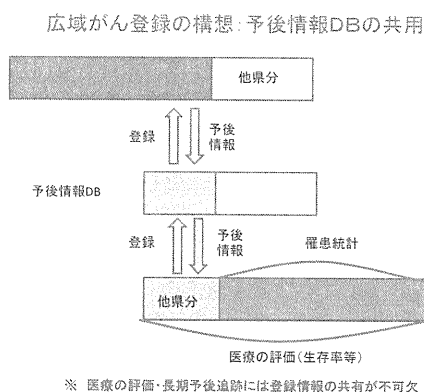 広域がん登録の構想:予後情報DBの共用
他県分
登録
予後
情報
予後情報DB
登録
予後
情報
罹患統計
他県分
医療の評価(生存率等)
※ 医療の評価・長期予後追跡には登録情報の共有が不可欠